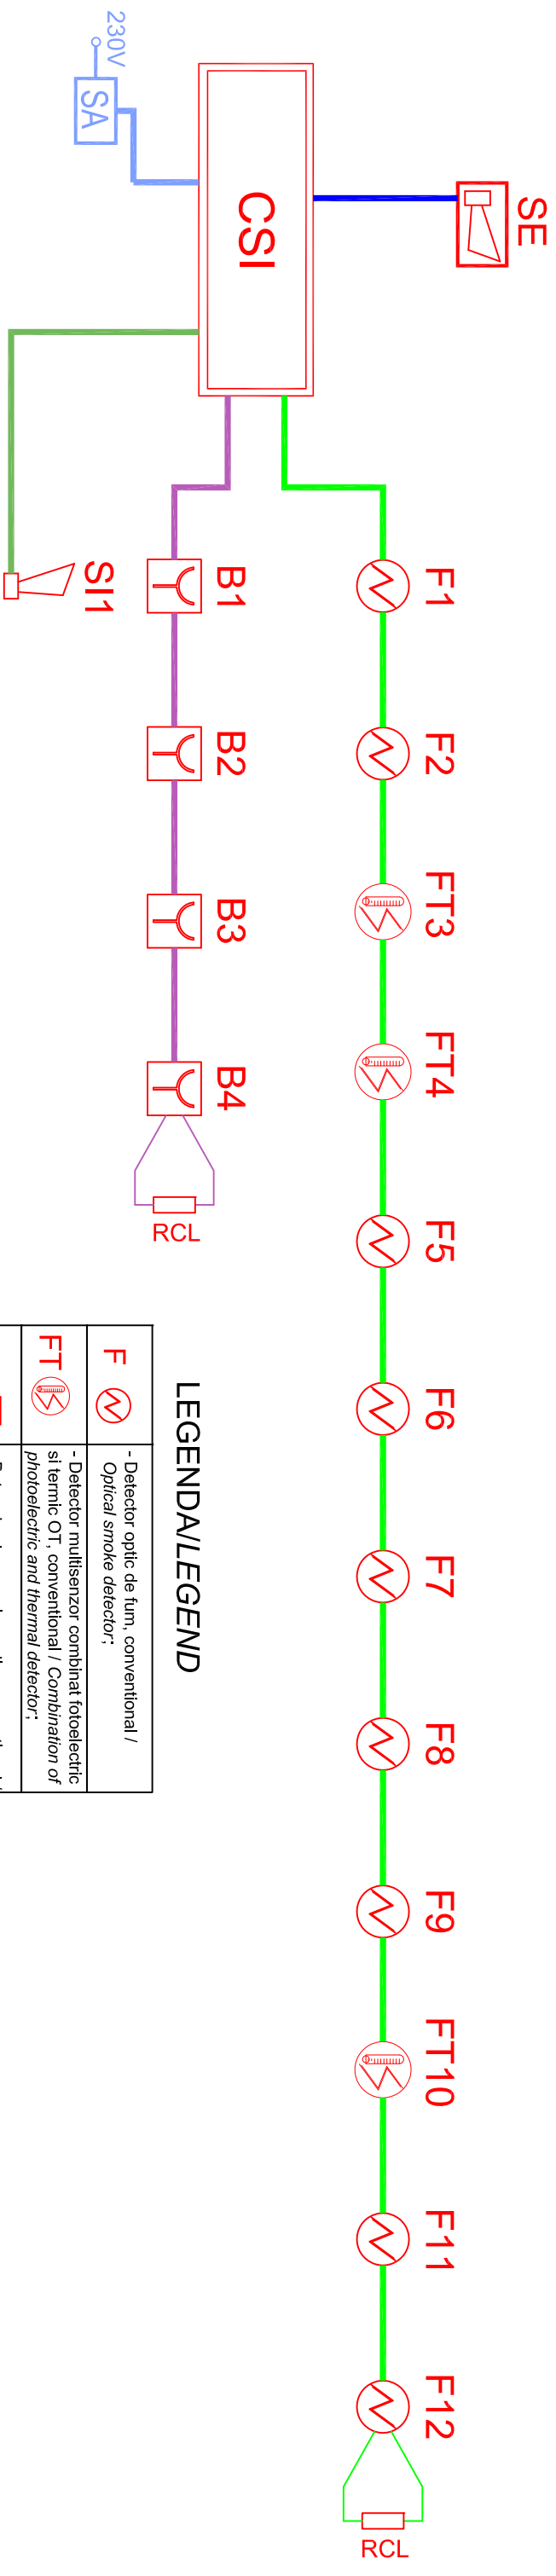 SE
230V
SA
CSI
SI1
F1
F2
FT3
FT4
F5
F6
F7
F8
F9
FT10
F11
F12
RCL
B1
B2
B3
B4
RCL
LEGENDA/LEGEND
F
- Detector optic de fum, conventional /
Optical smoke detector;
FT
- Detector multisenzor combinat fotoelectric
si termic OT, conventional / Combination of
photoelectric and thermal detector;